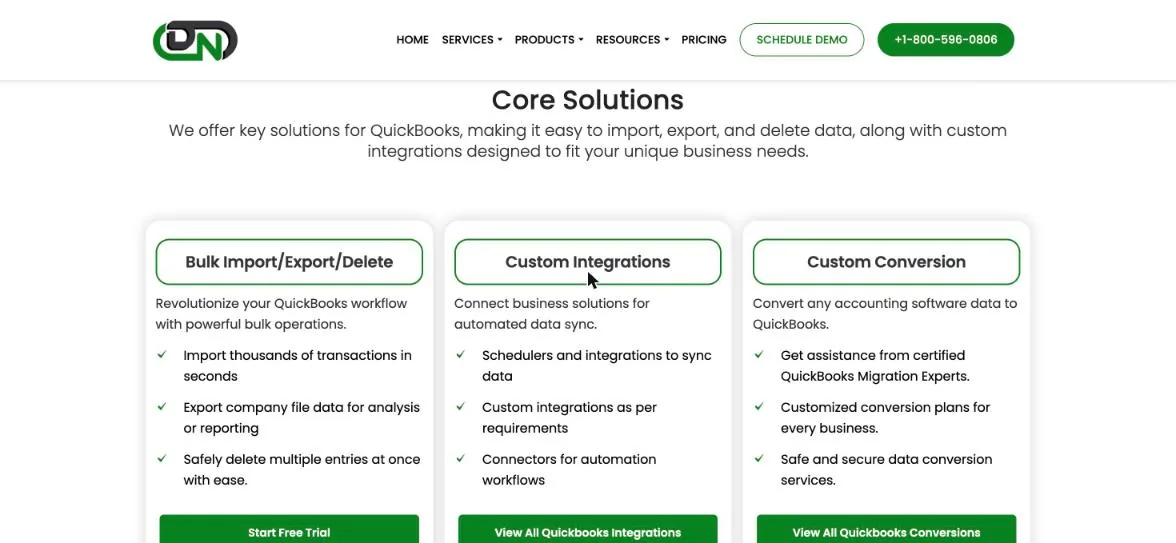 DN
HOME SERVICES PRODUCTS RESOURCES PRICING SCHEDULE DEMO +1-800-596-0806
Core Solutions
We offer key solutions for QuickBooks, making it easy to import, export, and delete data, along with custom
integrations designed to fit your unique business needs.
Bulk Import/Export/Delete
Revolutionize your QuickBooks workflow
with powerful bulk operations.
Import thousands of transactions in
seconds
Export company file data for analysis
or reporting
Safely delete multiple entries at once
with ease.
Start Free Trial
Custom Integrations
Connect business solutions for
automated data sync.
Schedulers and integrations to sync
data
Custom integrations as per
requirements
Connectors for automation
workflows
View All Quickbooks Integrations
Custom Conversion
Convert any accounting software data to
QuickBooks.
Get assistance from certified
QuickBooks Migration Experts.
Customized conversion plans for
every business.
Safe and secure data conversion
services.
View All Quickbooks Conversions